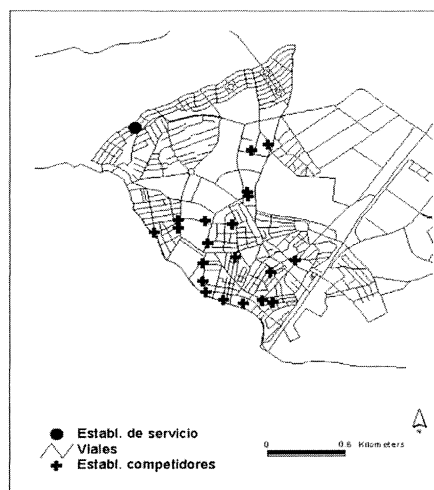 Establ. de servicio
Viales
Establ. competidores
N
0 0.6 Kilometers